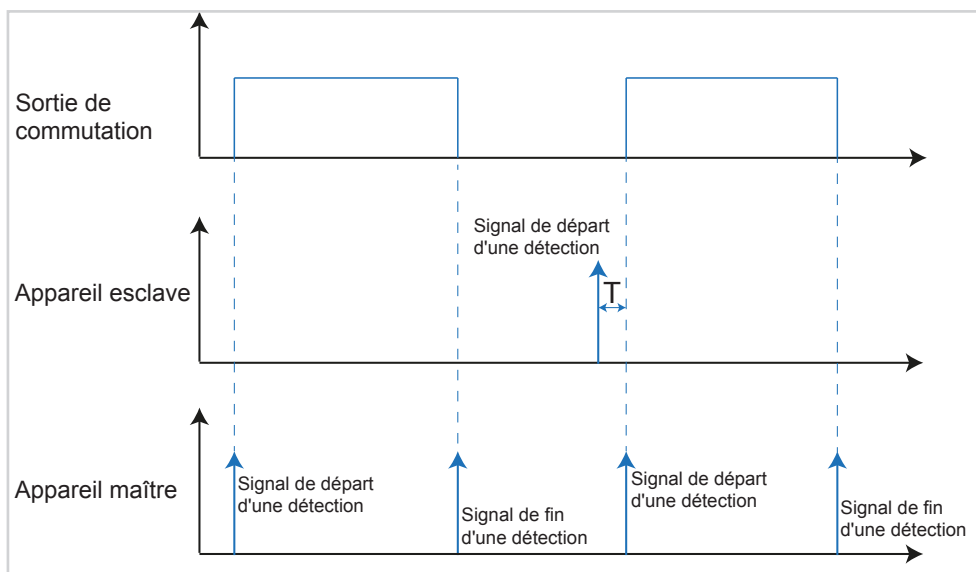 Sortie de
commutation
Signal de départ
d'une détection
Appareil esclave
T
Appareil maître
Signal de départ
d'une détection
Signal de fin
d'une détection
Signal de départ
d'une détection
Signal de fin
d'une détection